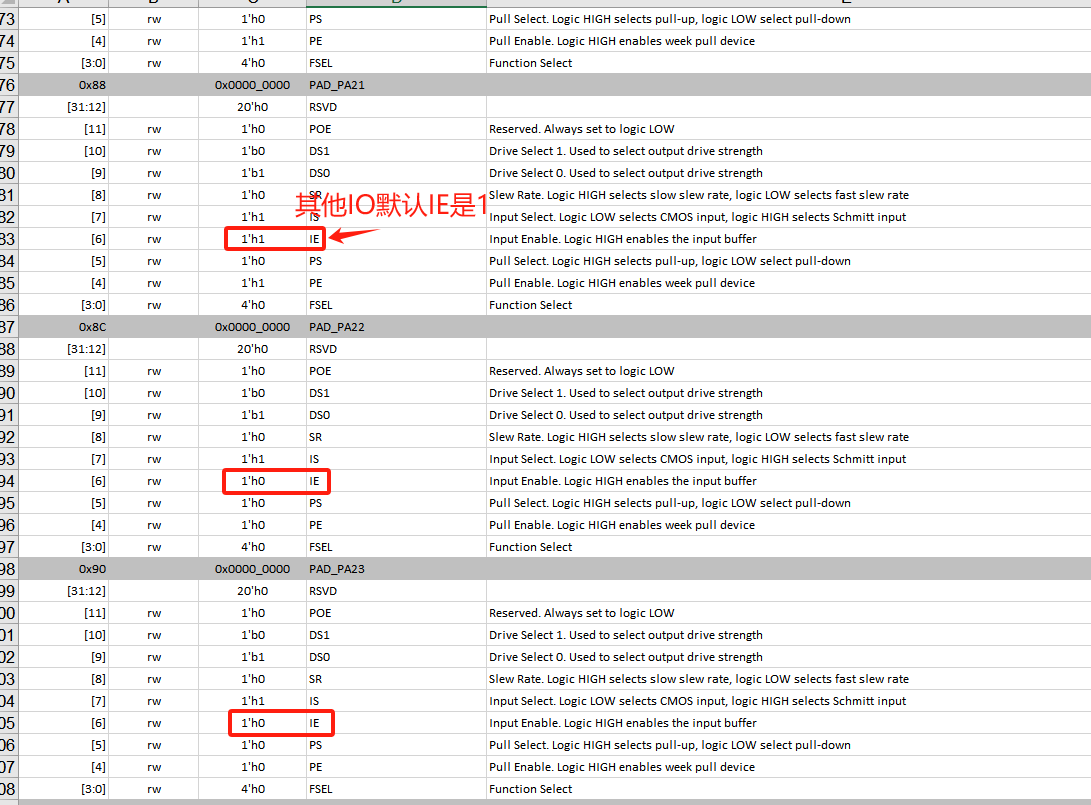 73 [5] rw 1'h0 PS Pull Select. Logic HIGH selects pull-up, logic LOW select pull-down
74 [4] rw 1'h1 PE Pull Enable. Logic HIGH enables week pull device
75 [3:0] rw 4'h0 FSEL Function Select
76 0x88 0x0000_0000 PAD_PA21
77 [31:12] 20'h0 RSVD
78 [11] rw 1'h0 POE Reserved. Always set to logic LOW
79 [10] rw 1'b0 DS1 Drive Select 1. Used to select output drive strength
80 [9] rw 1'b1 DS0 Drive Select 0. Used to select output drive strength
81 [8] rw 1'h0 SR Slew Rate. Logic HIGH selects slow slew rate, logic LOW selects fast slew rate
其他IO默认IE是1
82 [7] rw 1'h1 IS Input Select. Logic LOW selects CMOS input, logic HIGH selects Schmitt input
83 [6] rw 1'h1 IE Input Enable. Logic HIGH enables the input buffer
84 [5] rw 1'h0 PS Pull Select. Logic HIGH selects pull-up, logic LOW select pull-down
85 [4] rw 1'h1 PE Pull Enable. Logic HIGH enables week pull device
86 [3:0] rw 4'h0 FSEL Function Select
87 0x8C 0x0000_0000 PAD_PA22
88 [31:12] 20'h0 RSVD
89 [11] rw 1'h0 POE Reserved. Always set to logic LOW
90 [10] rw 1'b0 DS1 Drive Select 1. Used to select output drive strength
91 [9] rw 1'b1 DS0 Drive Select 0. Used to select output drive strength
92 [8] rw 1'h0 SR Slew Rate. Logic HIGH selects slow slew rate, logic LOW selects fast slew rate
93 [7] rw 1'h1 IS Input Select. Logic LOW selects CMOS input, logic HIGH selects Schmitt input
94 [6] rw 1'h0 IE Input Enable. Logic HIGH enables the input buffer
95 [5] rw 1'h0 PS Pull Select. Logic HIGH selects pull-up, logic LOW select pull-down
96 [4] rw 1'h0 PE Pull Enable. Logic HIGH enables week pull device
97 [3:0] rw 4'h0 FSEL Function Select
98 0x90 0x0000_0000 PAD_PA23
99 [31:12] 20'h0 RSVD
00 [11] rw 1'h0 POE Reserved. Always set to logic LOW
01 [10] rw 1'b0 DS1 Drive Select 1. Used to select output drive strength
02 [9] rw 1'b1 DS0 Drive Select 0. Used to select output drive strength
03 [8] rw 1'h0 SR Slew Rate. Logic HIGH selects slow slew rate, logic LOW selects fast slew rate
04 [7] rw 1'h1 IS Input Select. Logic LOW selects CMOS input, logic HIGH selects Schmitt input
05 [6] rw 1'h0 IE Input Enable. Logic HIGH enables the input buffer
06 [5] rw 1'h0 PS Pull Select. Logic HIGH selects pull-up, logic LOW select pull-down
07 [4] rw 1'h0 PE Pull Enable. Logic HIGH enables week pull device
08 [3:0] rw 4'h0 FSEL Function Select